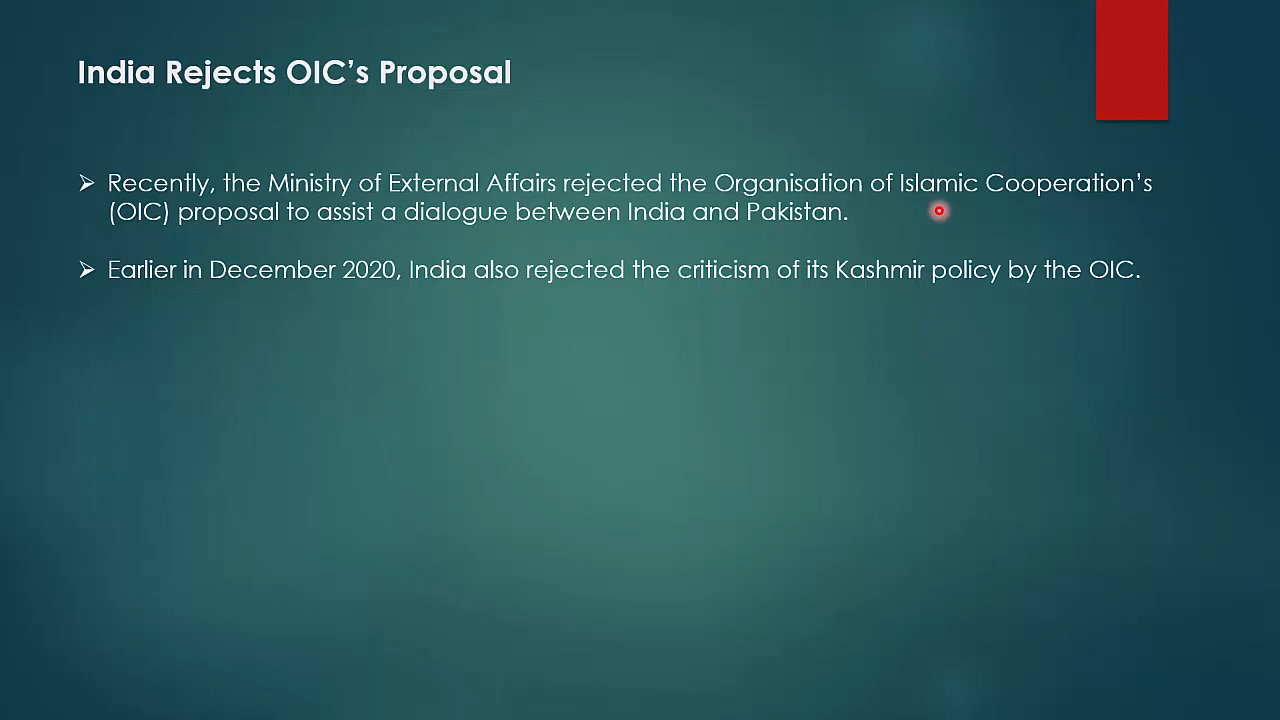 India Rejects OIC’s Proposal
➢ Recently, the Ministry of External Affairs rejected the Organisation of Islamic Cooperation’s
(OIC) proposal to assist a dialogue between India and Pakistan.
➢ Earlier in December 2020, India also rejected the criticism of its Kashmir policy by the OIC.